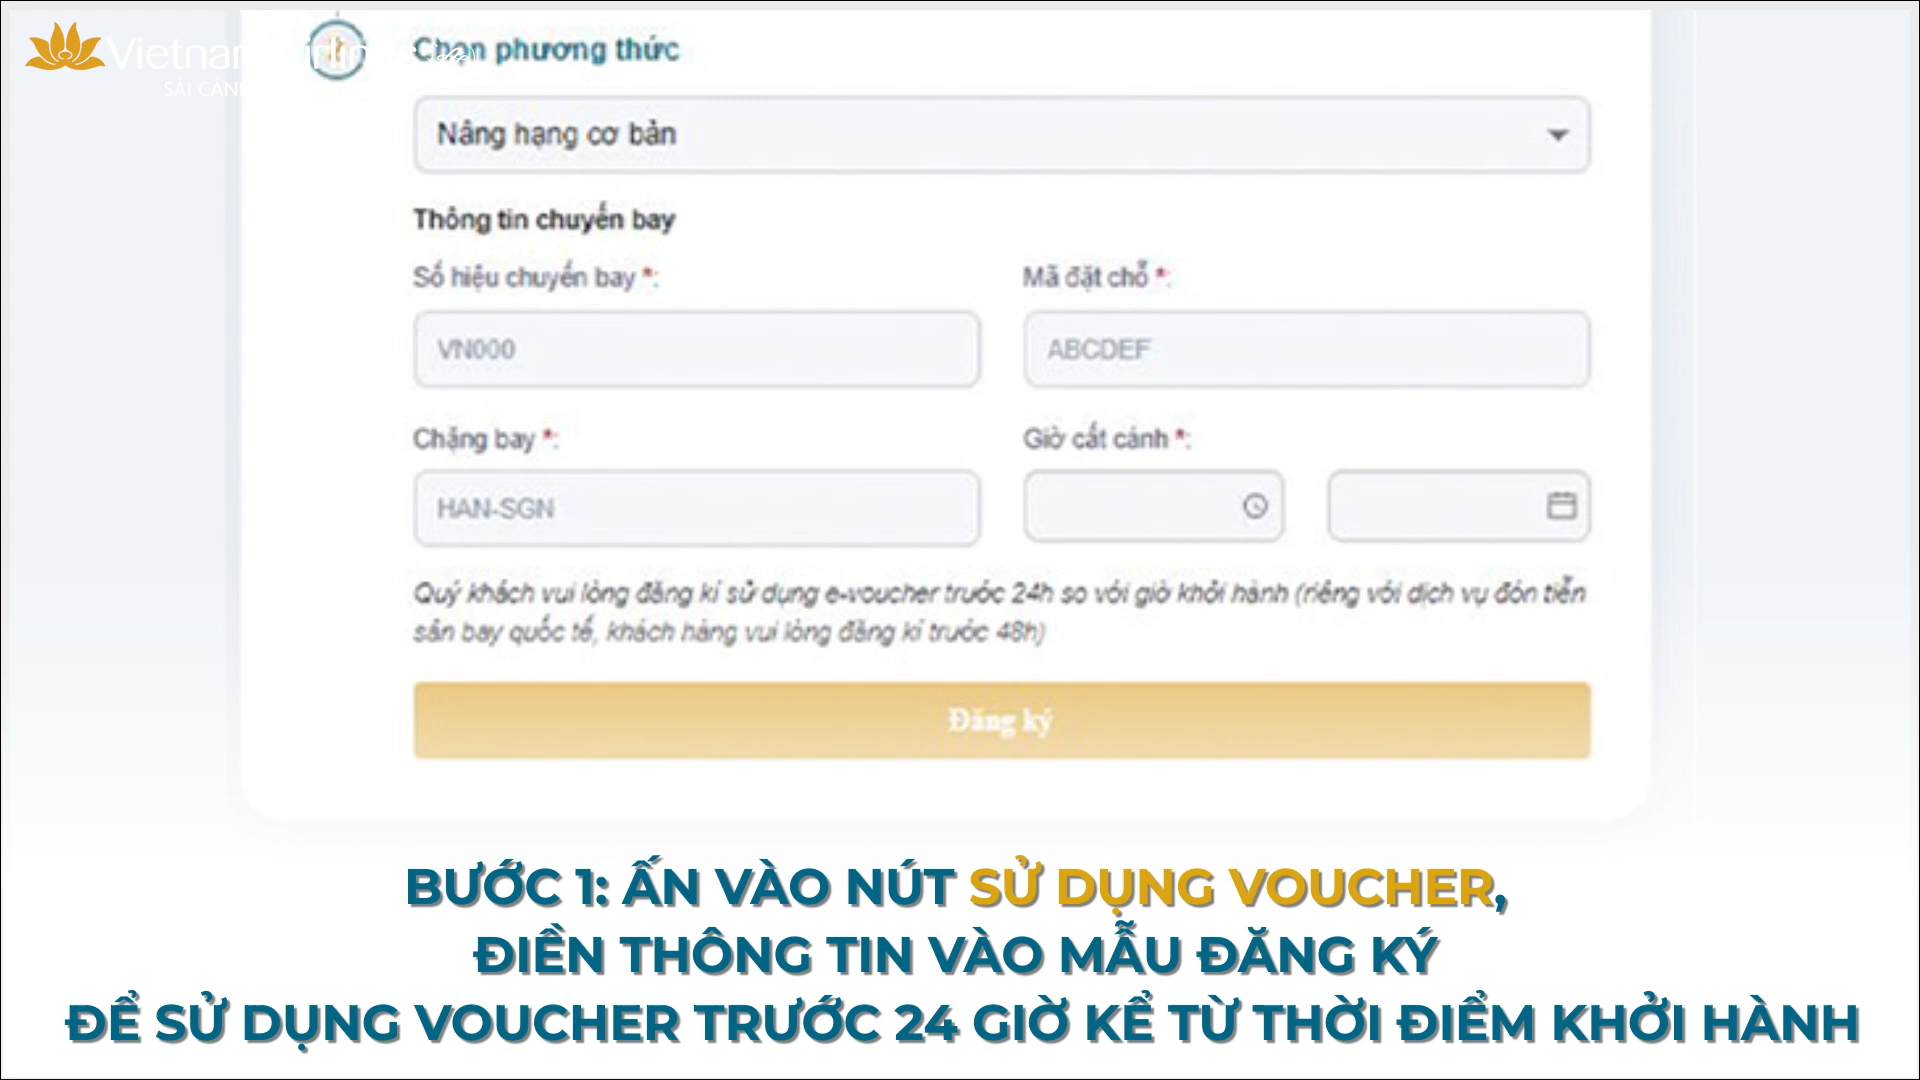 Vietnam Airlines
SẢI CÁNH
Chọn phương thức
Nâng hạng cơ bản
Thông tin chuyến bay
Số hiệu chuyến bay *:
Mã đặt chỗ *:
VN000
ABCDEF
Chặng bay *:
Giờ cất cánh *:
HAN-SGN
Quý khách vui lòng đăng kí sử dụng e-voucher trước 24h so với giờ khởi hành (riêng với dịch vụ đón tiễn
sân bay quốc tế, khách hàng vui lòng đăng kí trước 48h)
Đăng ký
BƯỚC 1: ẤN VÀO NÚT SỬ DỤNG VOUCHER,
ĐIỀN THÔNG TIN VÀO MẪU ĐĂNG KÝ
ĐỂ SỬ DỤNG VOUCHER TRƯỚC 24 GIỜ KỂ TỪ THỜI ĐIỂM KHỞI HÀNH